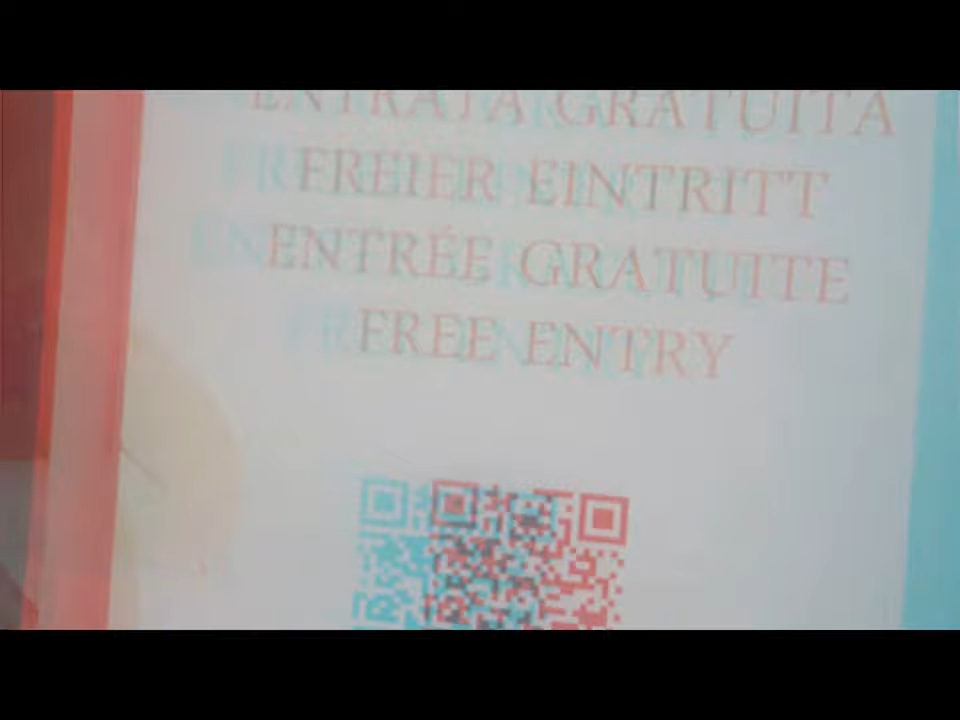 ENTRATA GRATUITA
FREIER EINTRITT
ENTRÉE GRATUITE
FREE ENTRY